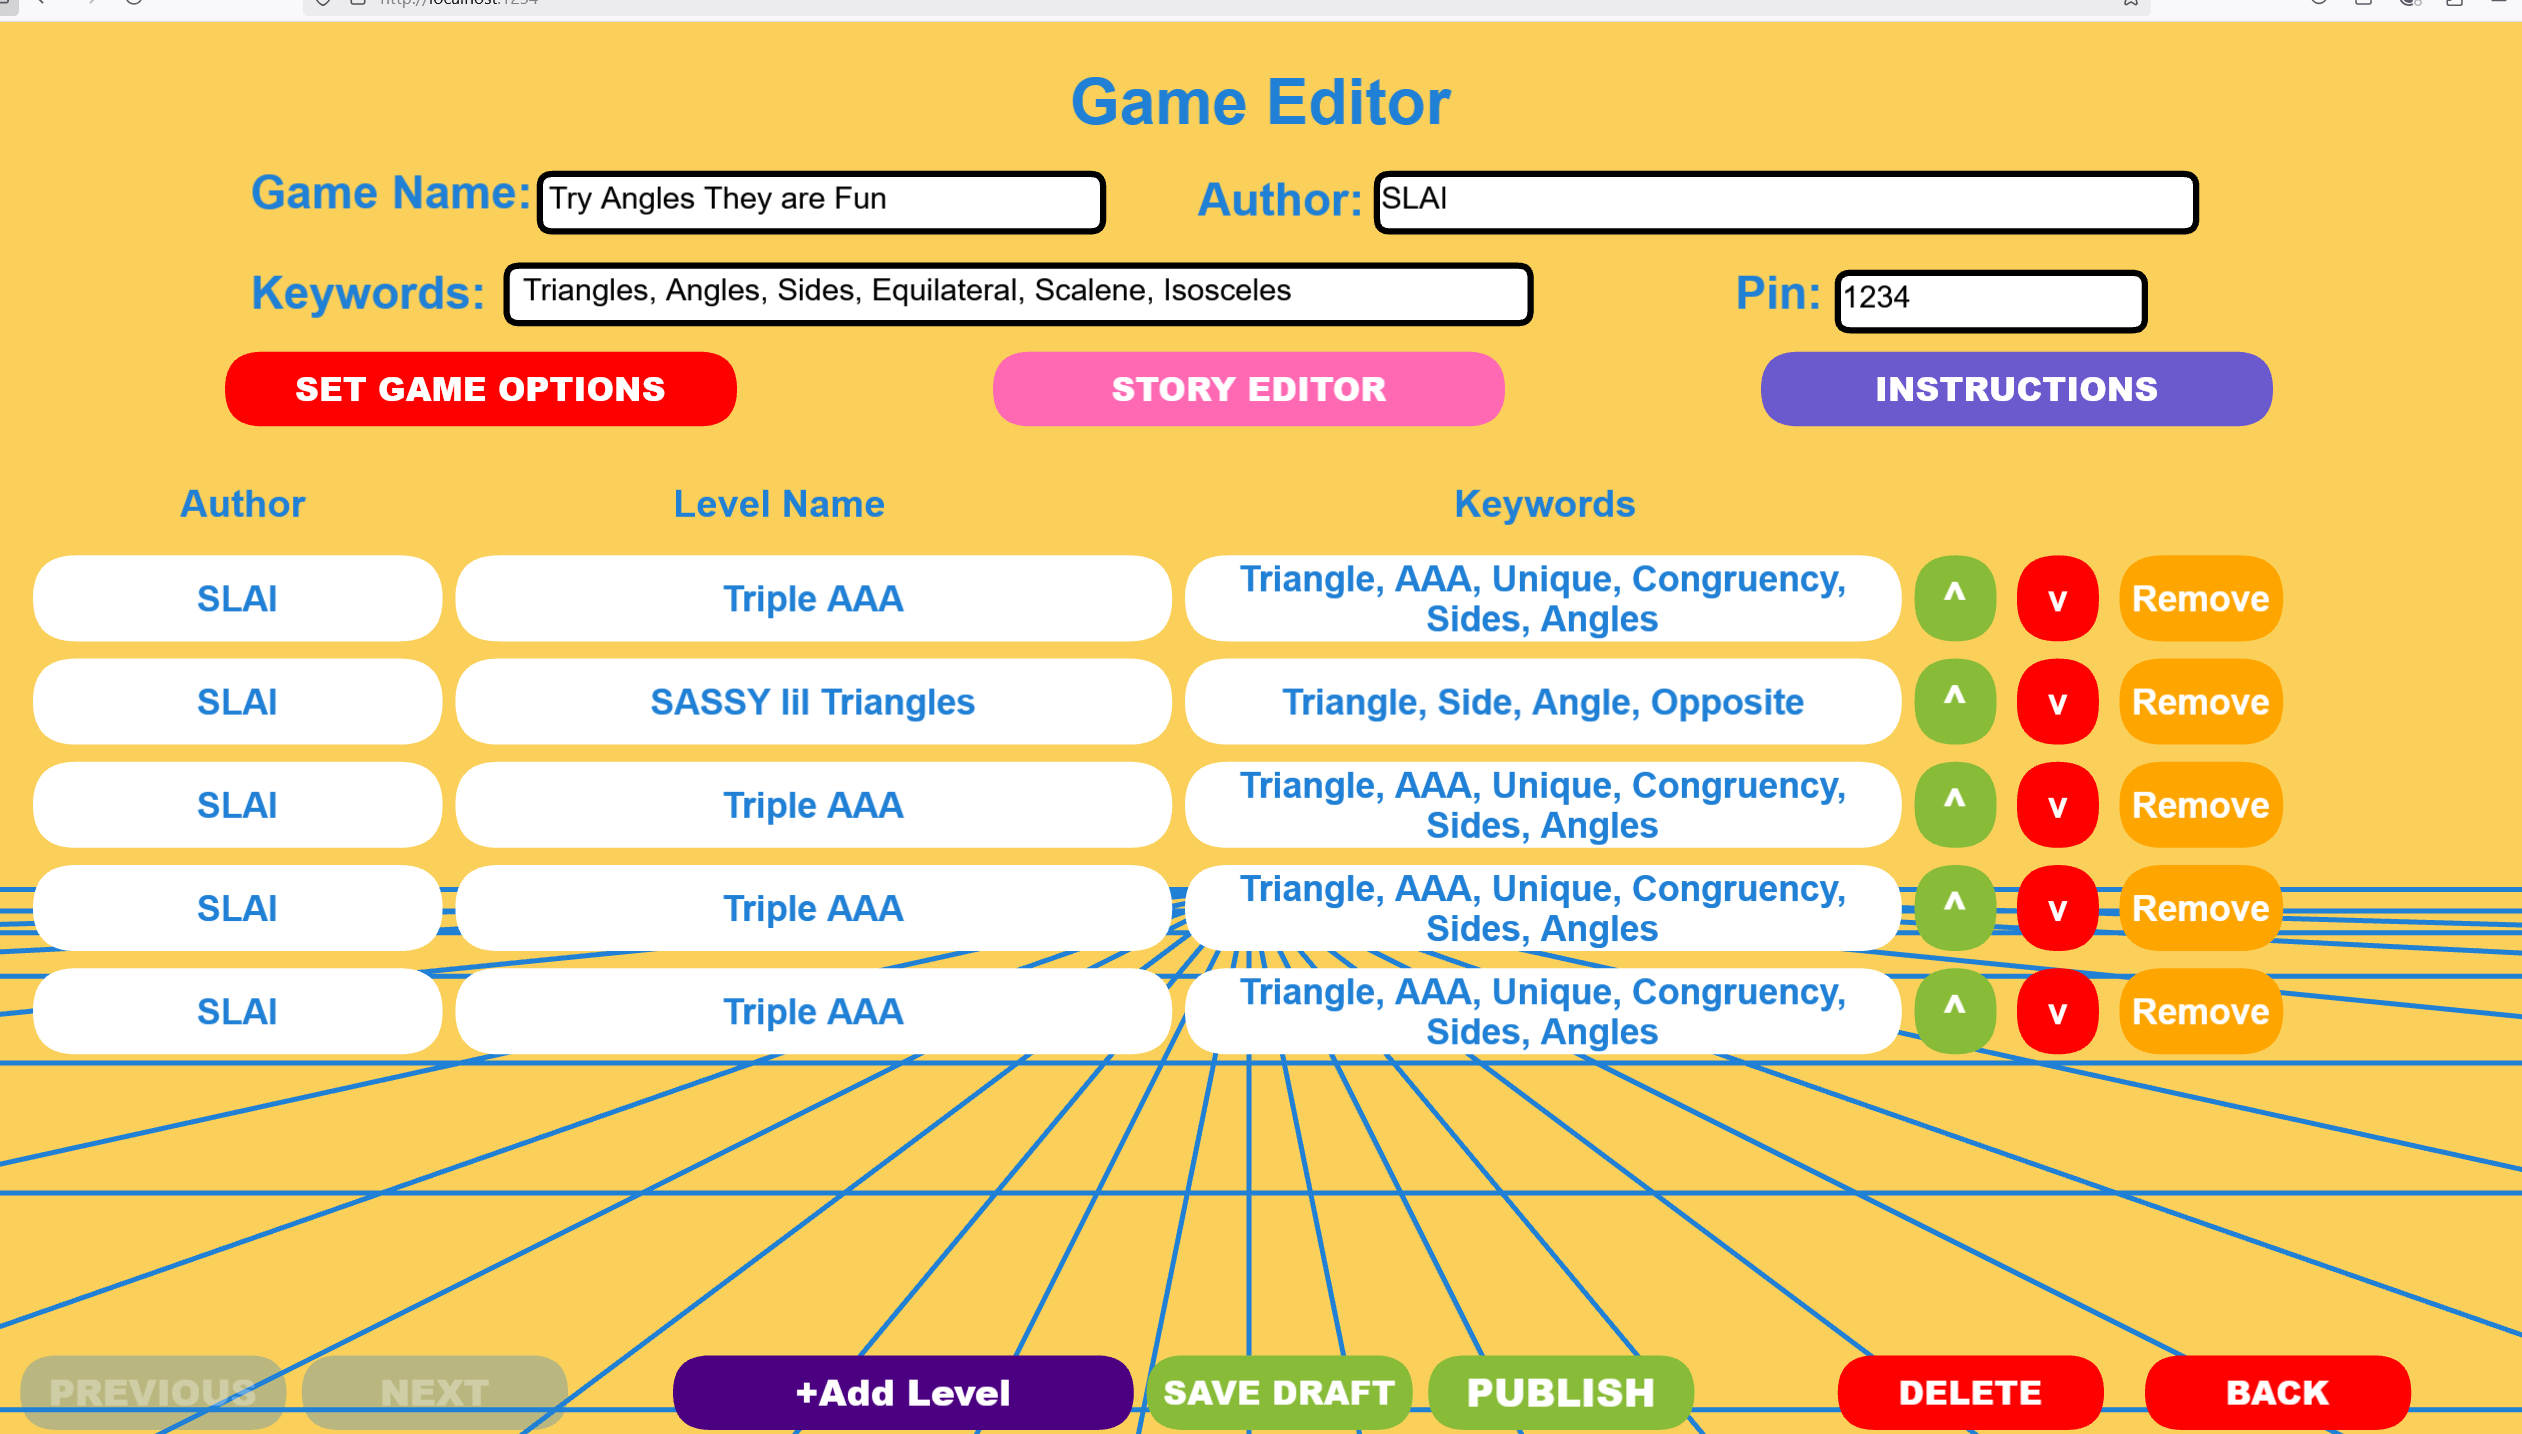 Game Editor
Game Name: Try Angles They are Fun Author: SLAI
Keywords: Triangles, Angles, Sides, Equilateral, Scalene, Isosceles Pin: 1234
SET GAME OPTIONS STORY EDITOR INSTRUCTIONS
Author Level Name Keywords
SLAI Triple AAA Triangle, AAA, Unique, Congruency,
Sides, Angles ^ v Remove
SLAI SASSY lil Triangles Triangle, Side, Angle, Opposite ^ v Remove
SLAI Triple AAA Triangle, AAA, Unique, Congruency,
Sides, Angles ^ v Remove
SLAI Triple AAA Triangle, AAA, Unique, Congruency,
Sides, Angles ^ v Remove
SLAI Triple AAA Triangle, AAA, Unique, Congruency,
Sides, Angles ^ v Remove
PREVIOUS NEXT +Add Level SAVE DRAFT PUBLISH DELETE BACK